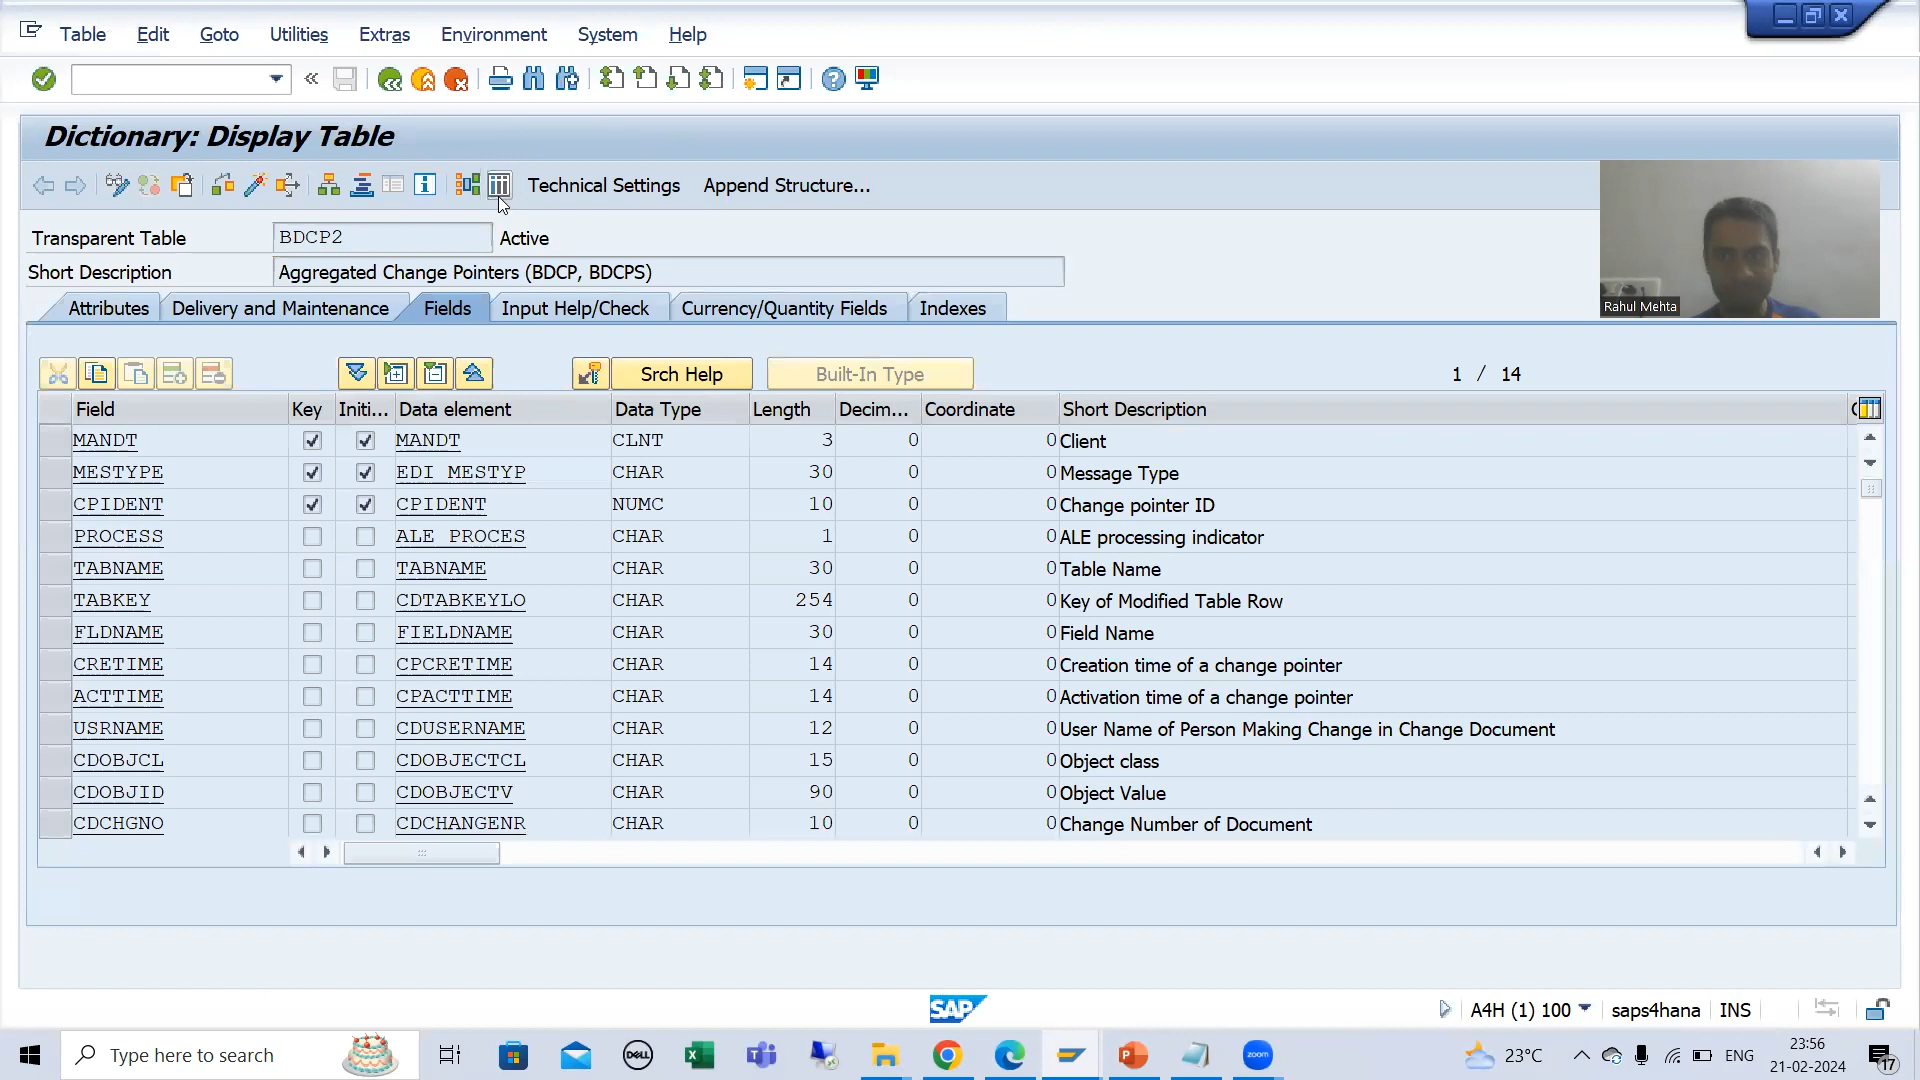 Table Edit Goto Utilities Extras Environment System Help
Dictionary: Display Table
Technical Settings Append Structure...
Transparent Table BDCP2 Active
Short Description Aggregated Change Pointers (BDCP, BDCPS)
Rahul Mehta
Attributes Delivery and Maintenance Fields Input Help/Check Currency/Quantity Fields Indexes
Srch Help Built-In Type 1 / 14
Field Key Initi... Data element Data Type Length Decim... Coordinate Short Description
MANDT MANDT CLNT 3 0 0 Client
MESTYPE EDI_MESTYP CHAR 30 0 0 Message Type
CPIDENT CPIDENT NUMC 10 0 0 Change pointer ID
PROCESS ALE_PROCES CHAR 1 0 0 ALE processing indicator
TABNAME TABNAME CHAR 30 0 0 Table Name
TABKEY CDTABKEYLO CHAR 254 0 0 Key of Modified Table Row
FLDNAME FIELDNAME CHAR 30 0 0 Field Name
CRETIME CPCRETIME CHAR 14 0 0 Creation time of a change pointer
ACTTIME CPACTTIME CHAR 14 0 0 Activation time of a change pointer
USRNAME CDUSERNAME CHAR 12 0 0 User Name of Person Making Change in Change Document
CDOBJCL CDOBJECTCL CHAR 15 0 0 Object class
CDOBJID CDOBJECTV CHAR 90 0 0 Object Value
CDCHGNO CDCHANGENR CHAR 10 0 0 Change Number of Document
SAP
A4H (1) 100 saps4hana INS
Type here to search
DELL
zoom
23°C
ENG
23:56
21-02-2024
17